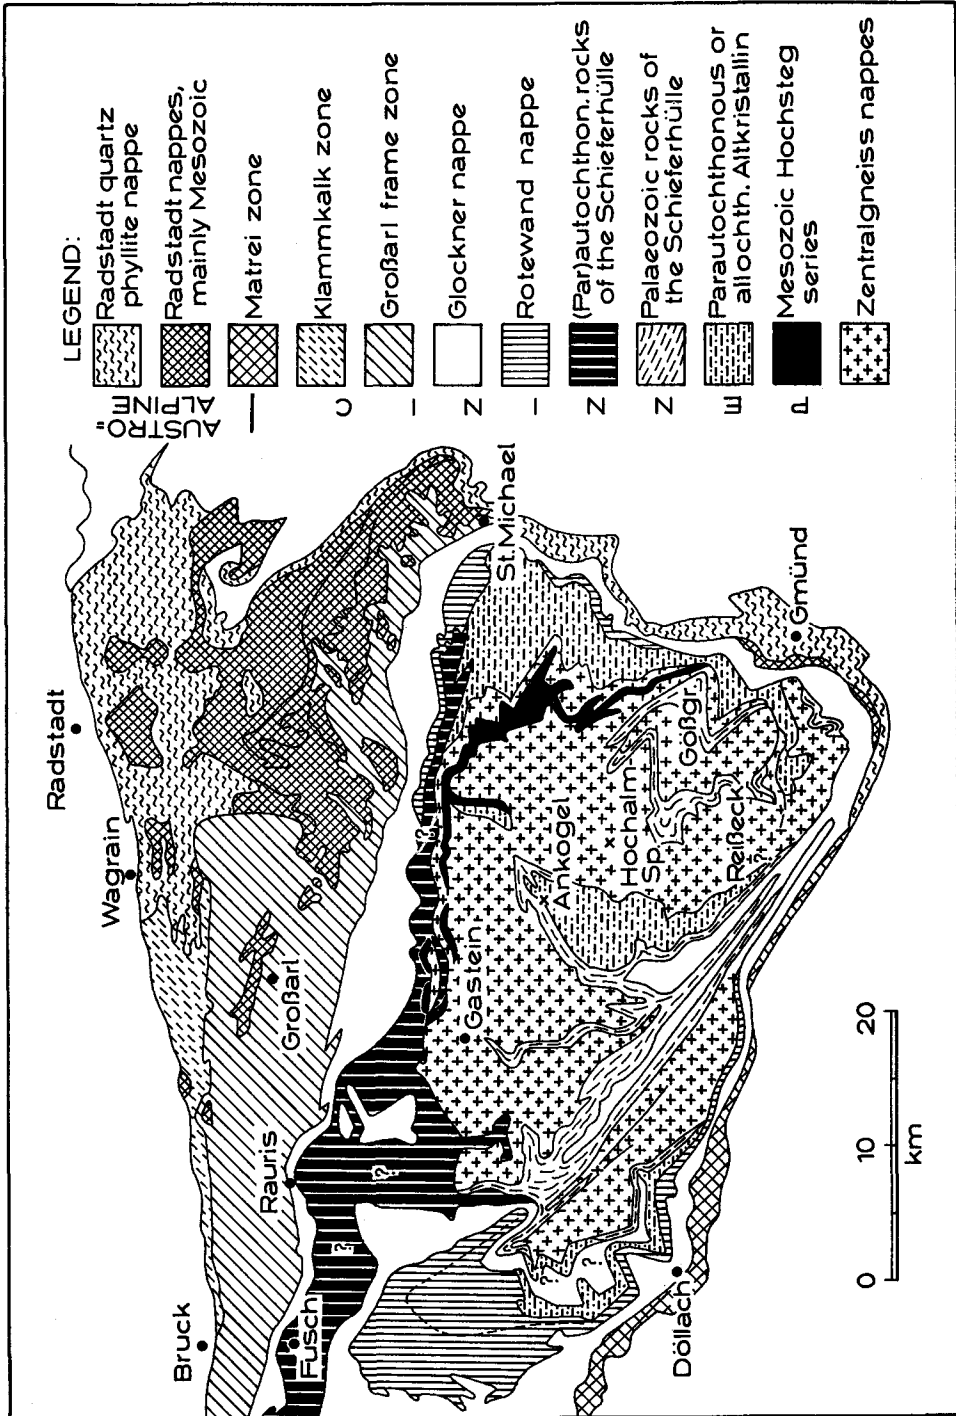 LEGEND:
AUSTRO=
ALPINE
PENNINIC
Radstadt quartz
phyllite nappe
Radstadt nappes,
mainly Mesozoic
Matrei zone
Klammkalk zone
Großarl frame zone
Glockner nappe
Rotewand nappe
(Par)autochthon. rocks
of the Schieferhülle
Palaeozoic rocks of
the Schieferhülle
Parautochthonous or
allochth. Altkristallin
Mesozoic Hochsteg
series
Zentralgneiss nappes
Radstadt
Wagrain
Bruck
Großarl
Rauris
Fusch
St.Michael
Gastein
Ankogel
Hochalm
Sp.
Goßgr.
Reißeck
Gmünd
Döllach
?
?
?
?
?
0 10 20
km